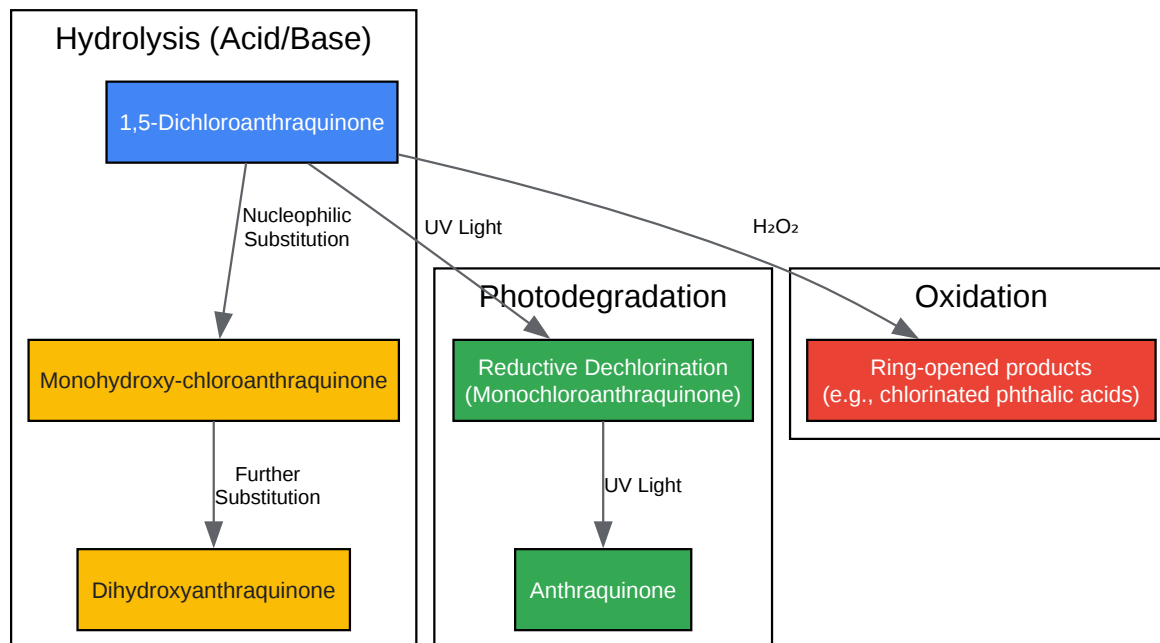 Hydrolysis (Acid/Base)
1,5-Dichloroanthraquinone
Nucleophilic
Substitution
UV Light
H₂O₂
Photodegradation
Oxidation
Monohydroxy-chloroanthraquinone
Reductive Dechlorination
(Monochloroanthraquinone)
Ring-opened products
(e.g., chlorinated phthalic acids)
Further
Substitution
UV Light
Dihydroxyanthraquinone
Anthraquinone